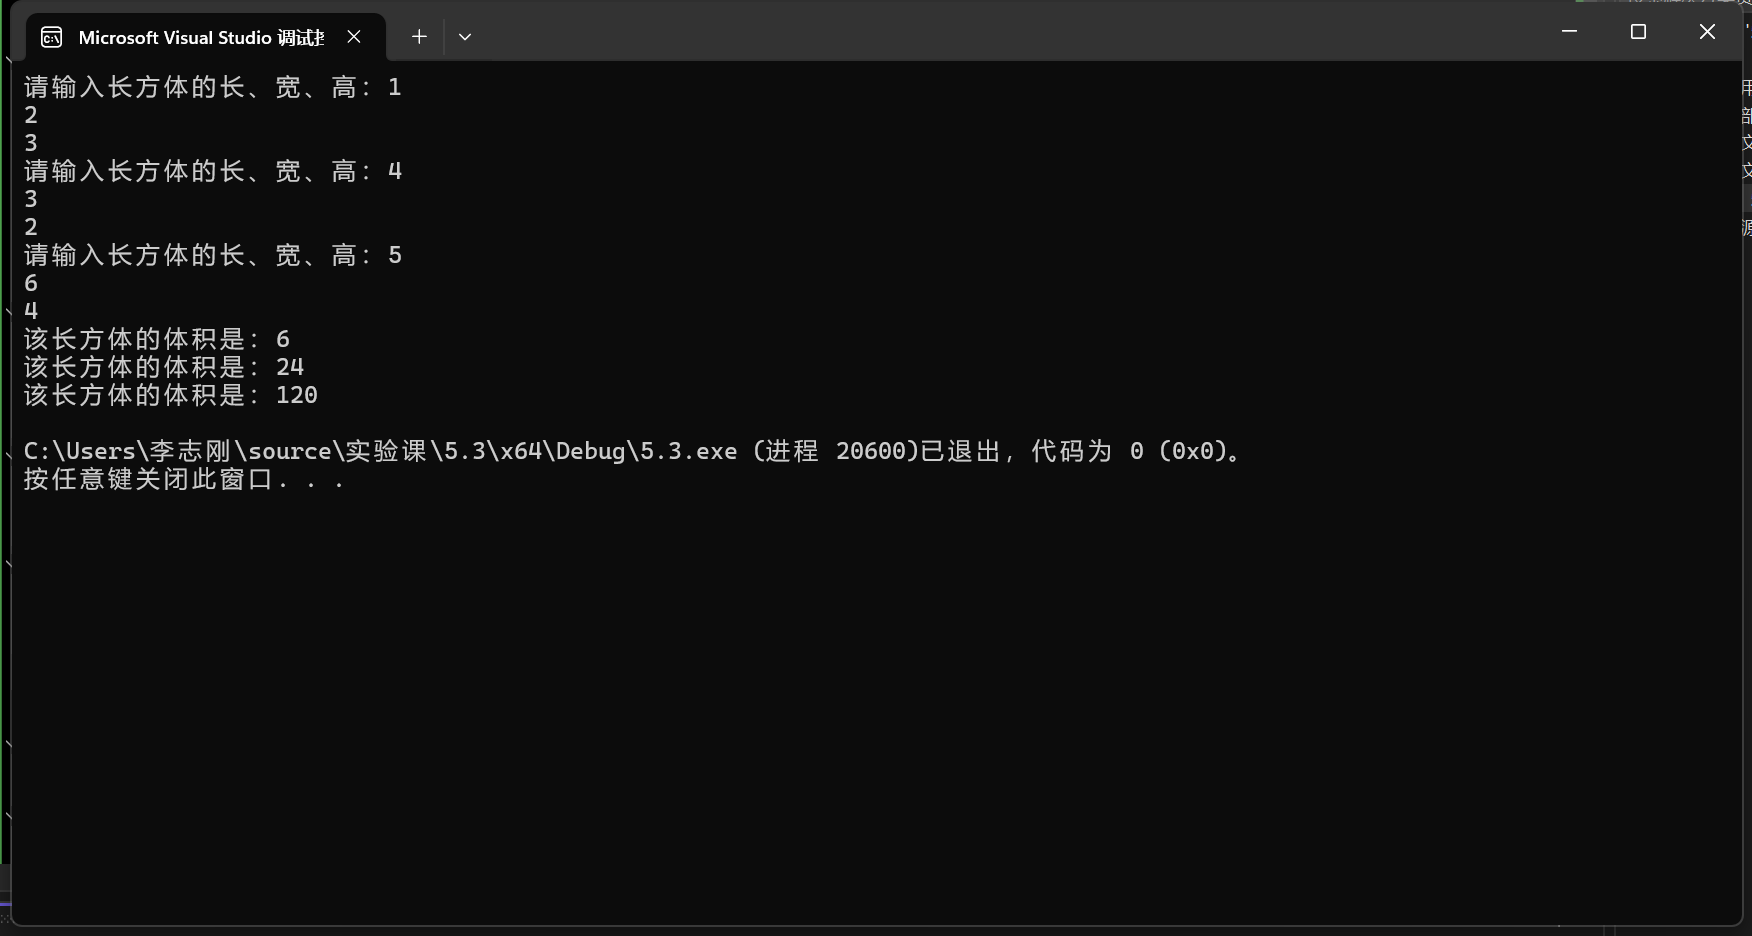 Microsoft Visual Studio 调试
请输入长方体的长、宽、高：1
2
3
请输入长方体的长、宽、高：4
3
2
请输入长方体的长、宽、高：5
6
4
该长方体的体积是：6
该长方体的体积是：24
该长方体的体积是：120
C:\Users\李志刚\source\实验课\5.3\x64\Debug\5.3.exe (进程 20600)已退出，代码为 0 (0x0)。
按任意键关闭此窗口. . .